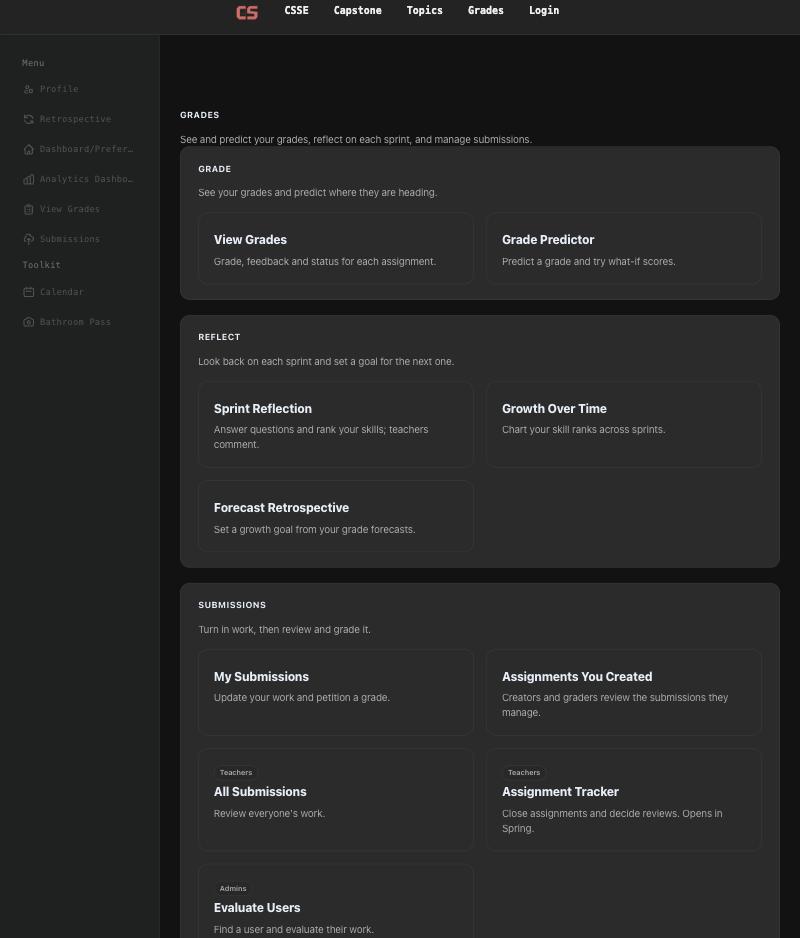 CS CSSE Capstone Topics Grades Login
Menu
Profile
Retrospective
Dashboard/Prefer…
Analytics Dashbo…
View Grades
Submissions
Toolkit
Calendar
Bathroom Pass
GRADES
See and predict your grades, reflect on each sprint, and manage submissions.
GRADE
See your grades and predict where they are heading.
View Grades
Grade, feedback and status for each assignment.
Grade Predictor
Predict a grade and try what-if scores.
REFLECT
Look back on each sprint and set a goal for the next one.
Sprint Reflection
Answer questions and rank your skills; teachers
comment.
Growth Over Time
Chart your skill ranks across sprints.
Forecast Retrospective
Set a growth goal from your grade forecasts.
SUBMISSIONS
Turn in work, then review and grade it.
My Submissions
Update your work and petition a grade.
Assignments You Created
Creators and graders review the submissions they
manage.
Teachers
All Submissions
Review everyone's work.
Teachers
Assignment Tracker
Close assignments and decide reviews. Opens in
Spring.
Admins
Evaluate Users
Find a user and evaluate their work.